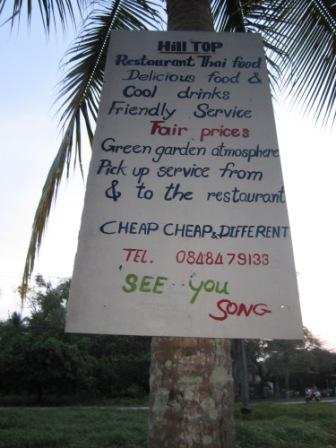 Hill TOP
Restaurant Thai food
Delicious food &
Cool drinks
Friendly Service
Fair prices
Green garden atmosphere
Pick up service from
& to the restaurant
CHEAP CHEAP & DIFFERENT
TEL. 0848479133
SEE YOU
SONG